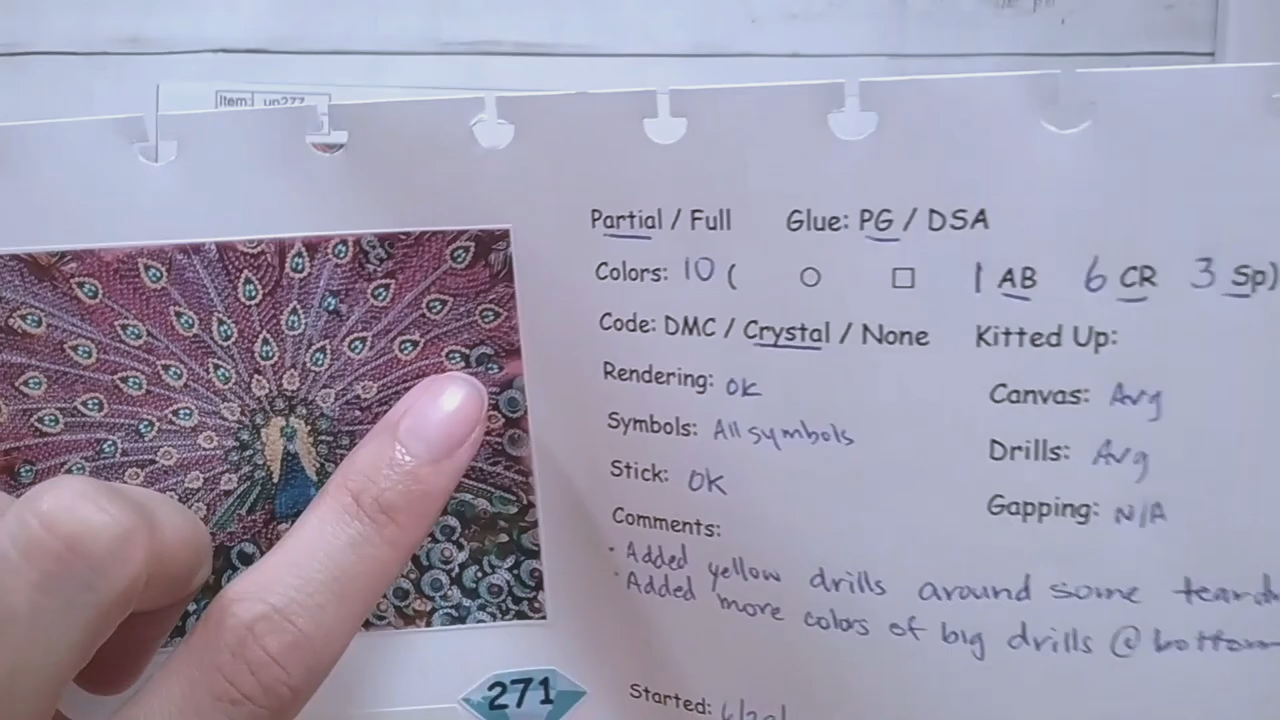 Item: up277
Partial / Full Glue: PG / DSA
Colors: 10 ( ○ □ 1 AB 6 CR 3 Sp)
Code: DMC / Crystal / None Kitted Up:
Rendering: OK Canvas: Avg
Symbols: All symbols Drills: Avg
Stick: OK Gapping: N/A
Comments:
· Added yellow drills around some
· Added more colors of big drills @ bottom
271
Started: